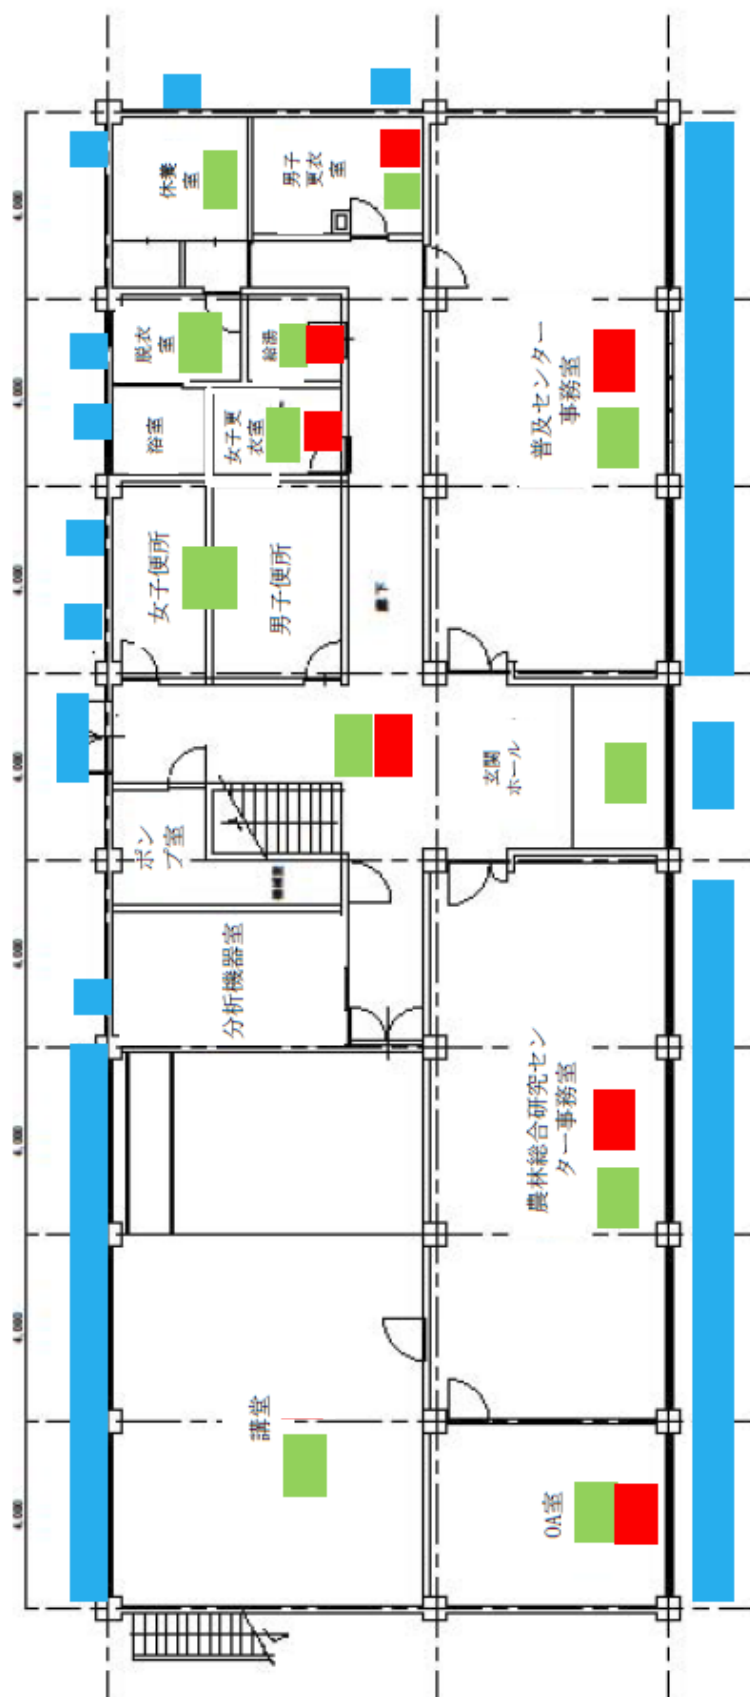 4,000
4,000
4,000
4,000
4,000
4,000
4,000
4,000
休養
室
男子
更衣
室
脱衣
室
給湯
浴室
女子更
衣室
女子便所
男子便所
廊下
普及センター
事務室
玄関
ホール
ポン
プ室
分析機器室
農林総合研究セン
ター事務室
講堂
OA室